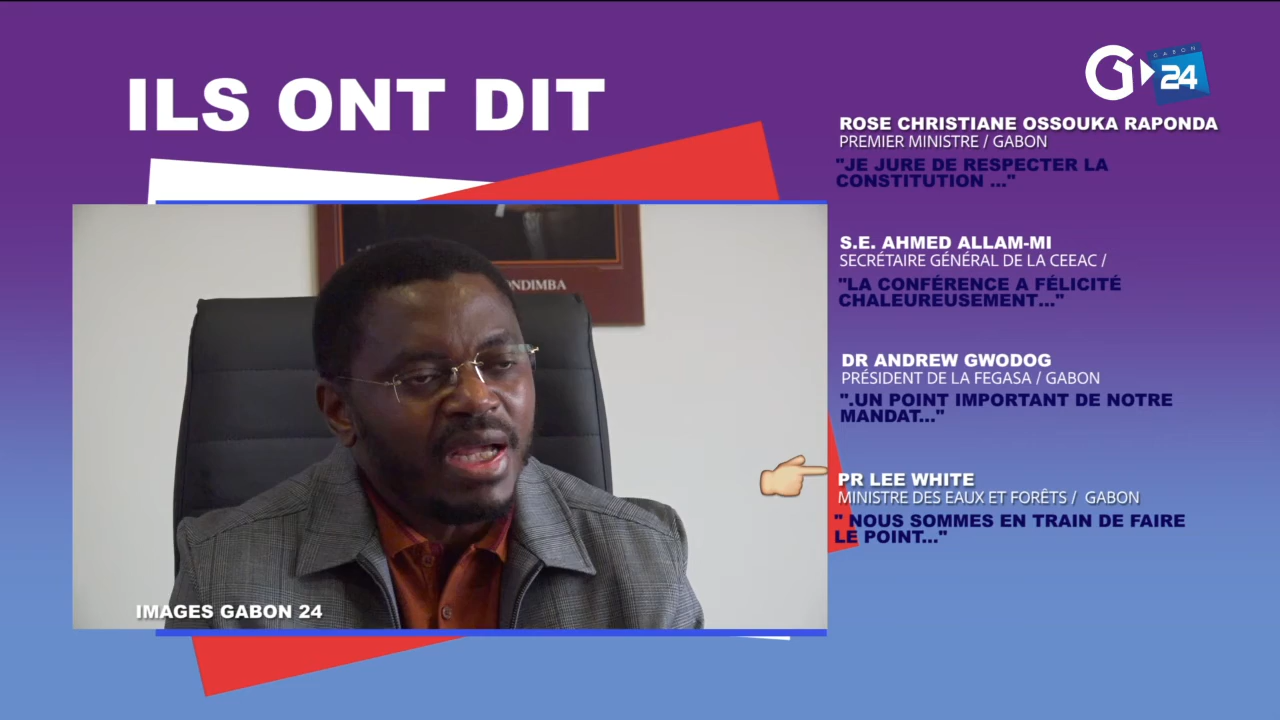 ILS ONT DIT
G
GABON
24
ROSE CHRISTIANE OSSOUKA RAPONDA
PREMIER MINISTRE / GABON
"JE JURE DE RESPECTER LA
CONSTITUTION ..."
S.E. AHMED ALLAM-MI
SECRÉTAIRE GÉNÉRAL DE LA CEEAC /
"LA CONFÉRENCE A FÉLICITÉ
CHALEUREUSEMENT..."
DR ANDREW GWODOG
PRÉSIDENT DE LA FEGASA / GABON
".UN POINT IMPORTANT DE NOTRE
MANDAT..."
PR LEE WHITE
MINISTRE DES EAUX ET FORÊTS / GABON
" NOUS SOMMES EN TRAIN DE FAIRE
LE POINT..."
ONDIMBA
IMAGES GABON 24